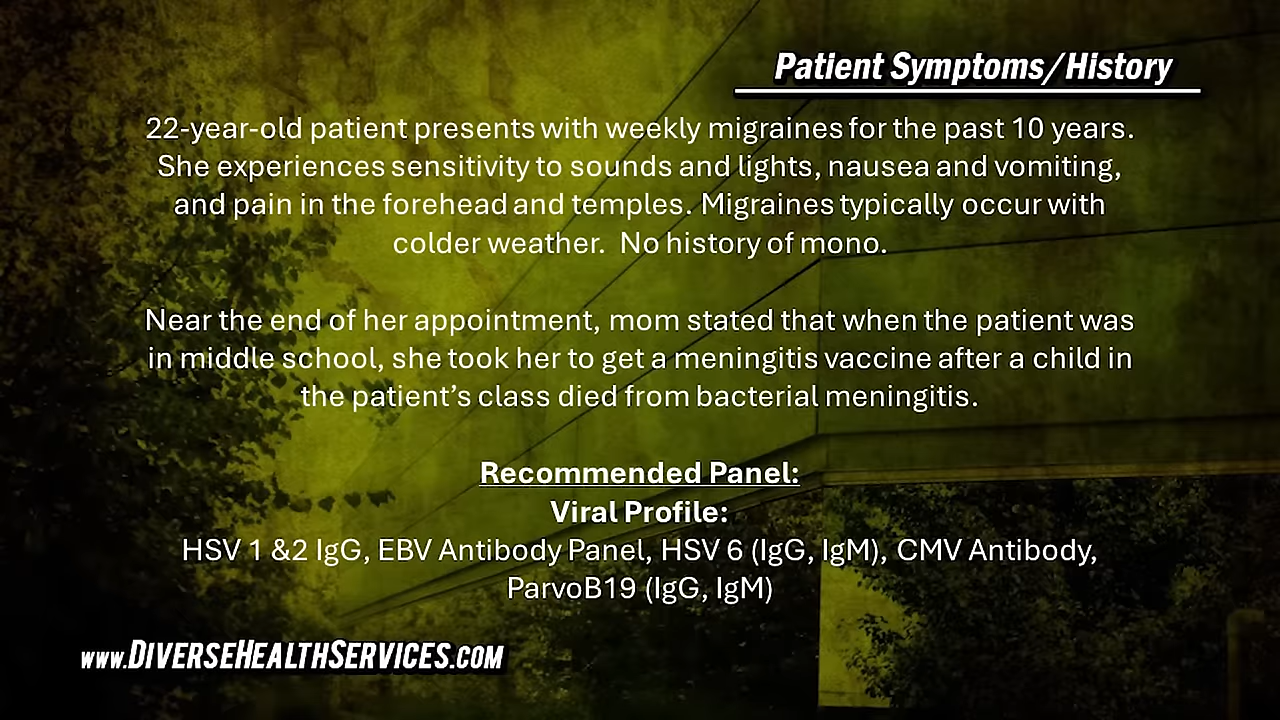 Patient Symptoms/History
22-year-old patient presents with weekly migraines for the past 10 years.
She experiences sensitivity to sounds and lights, nausea and vomiting,
and pain in the forehead and temples. Migraines typically occur with
colder weather.  No history of mono.
Near the end of her appointment, mom stated that when the patient was
in middle school, she took her to get a meningitis vaccine after a child in
the patient’s class died from bacterial meningitis.
Recommended Panel:
Viral Profile:
HSV 1 &2 IgG, EBV Antibody Panel, HSV 6 (IgG, IgM), CMV Antibody,
ParvoB19 (IgG, IgM)
www.DiverseHealthServices.com